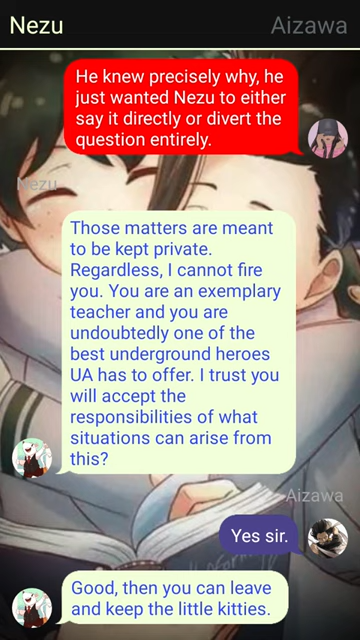 Nezu
Aizawa
He knew precisely why, he
just wanted Nezu to either
say it directly or divert the
question entirely.
Nezu
Those matters are meant
to be kept private.
Regardless, I cannot fire
you. You are an exemplary
teacher and you are
undoubtedly one of the
best underground heroes
UA has to offer. I trust you
will accept the
responsibilities of what
situations can arise from
this?
Aizawa
Yes sir.
Good, then you can leave
and keep the little kitties.